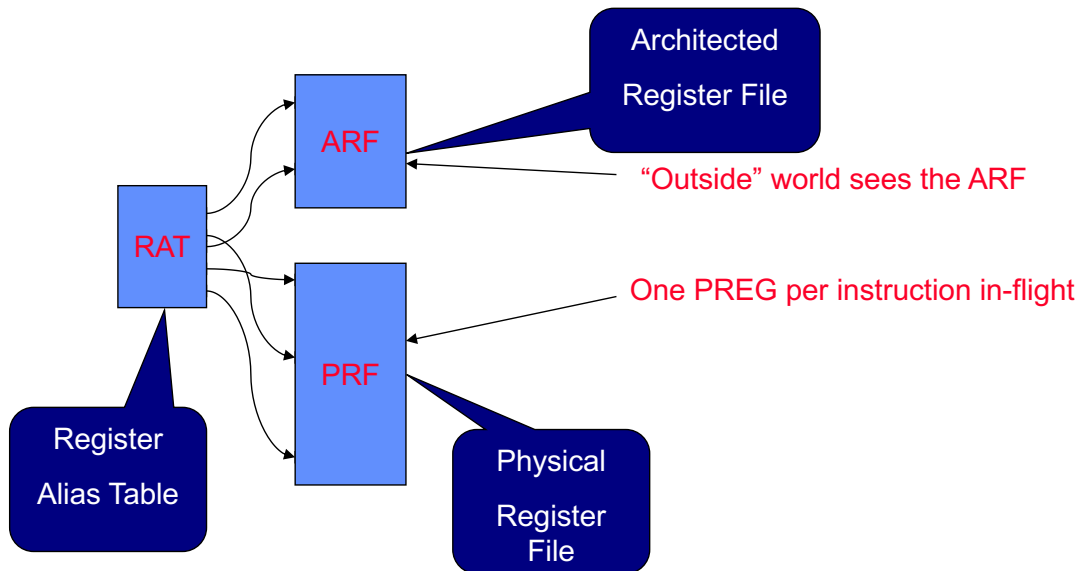 Architected
Register File
ARF
“Outside” world sees the ARF
RAT
One PREG per instruction in-flight
PRF
Register
Alias Table
Physical
Register
File